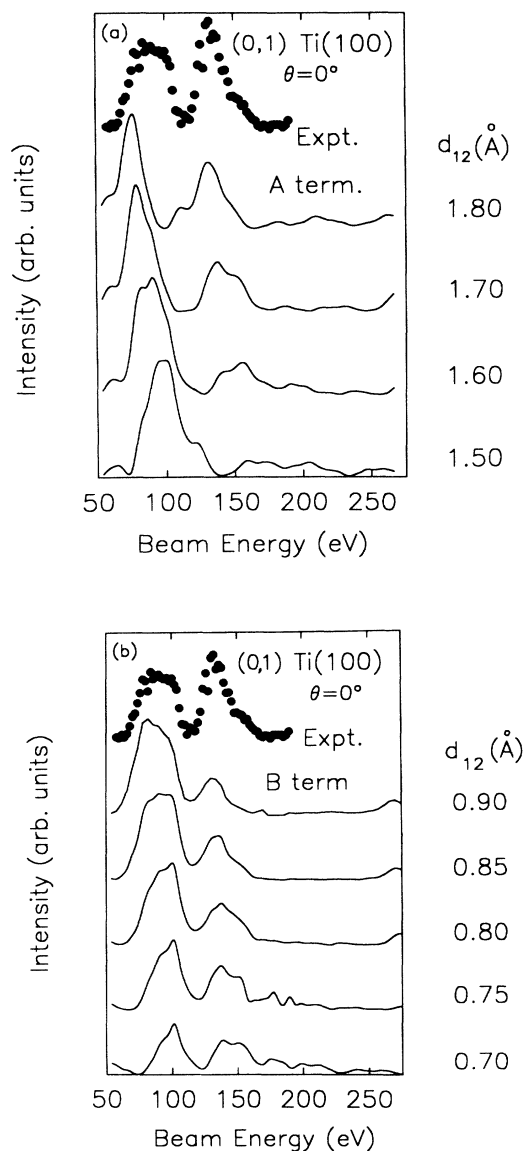 (a)
(0,1) Ti(100)
θ=0°
Expt.
d12(Å)
A term.
1.80
1.70
1.60
1.50
Intensity (arb. units)
50 100 150 200 250
Beam Energy (eV)
(b)
(0,1) Ti(100)
θ=0°
Expt.
d12(Å)
B term
0.90
0.85
0.80
0.75
0.70
Intensity (arb. units)
50 100 150 200 250
Beam Energy (eV)